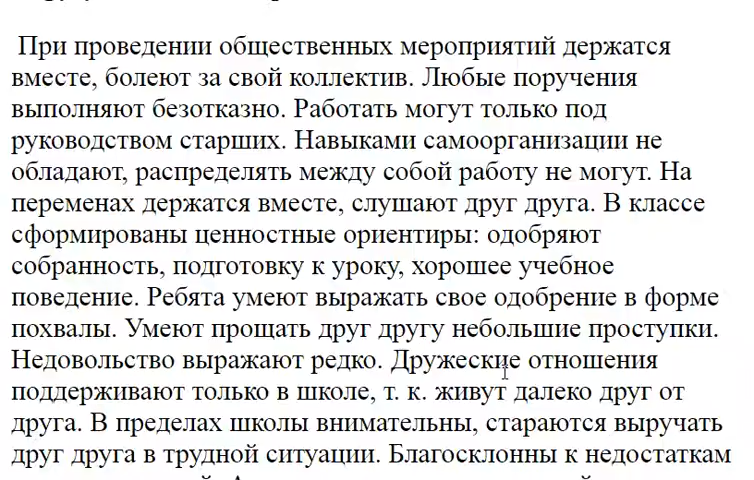 При проведении общественных мероприятий держатся
вместе, болеют за свой коллектив. Любые поручения
выполняют безотказно. Работать могут только под
руководством старших. Навыками самоорганизации не
обладают, распределять между собой работу не могут. На
переменах держатся вместе, слушают друг друга. В классе
сформированы ценностные ориентиры: одобряют
собранность, подготовку к уроку, хорошее учебное
поведение. Ребята умеют выражать свое одобрение в форме
похвалы. Умеют прощать друг другу небольшие проступки.
Недовольство выражают редко. Дружеские отношения
поддерживают только в школе, т. к. живут далеко друг от
друга. В пределах школы внимательны, стараются выручать
друг друга в трудной ситуации. Благосклонны к недостаткам